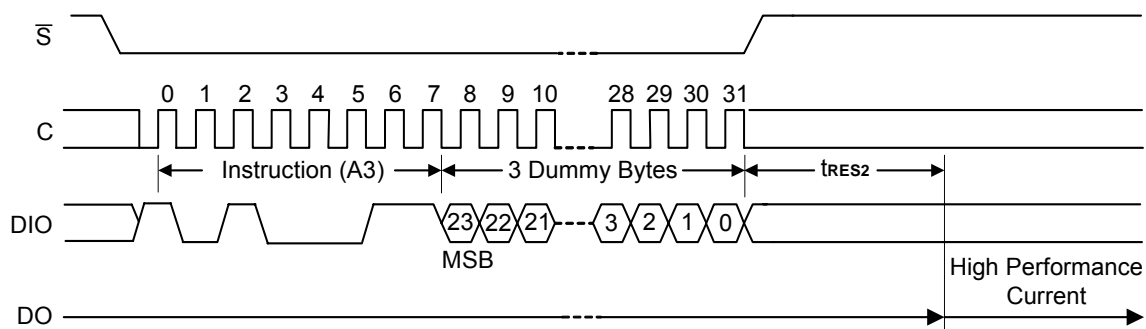 S
0 1 2 3 4 5 6 7 8 9 10 28 29 30 31
C
Instruction (A3) 3 Dummy Bytes tRES2
DIO 23 22 21 3 2 1 0
MSB
High Performance
Current
DO